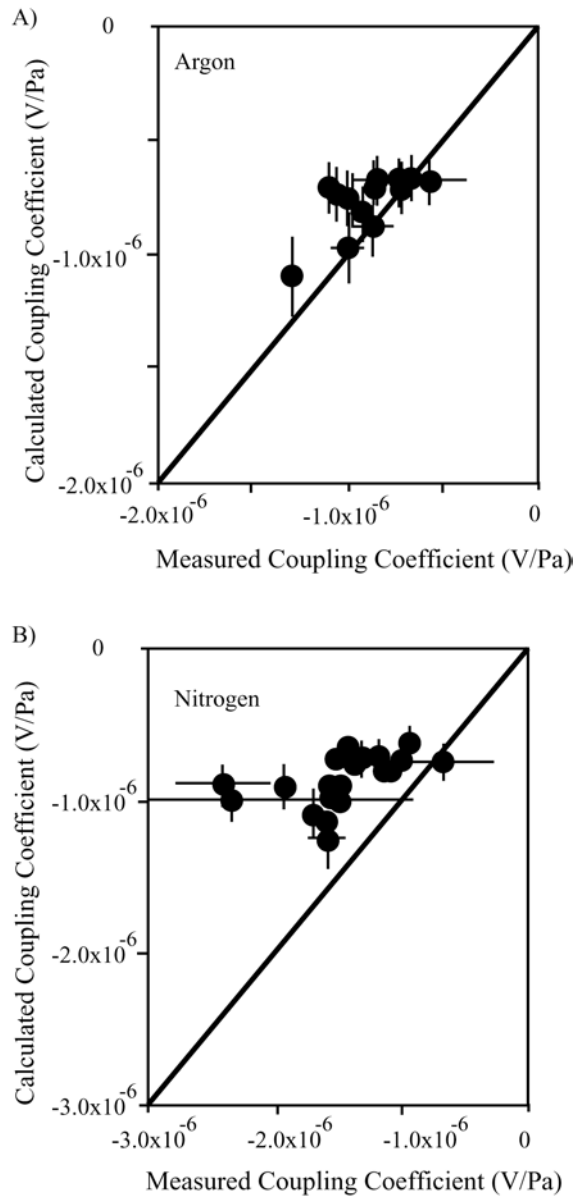 A)
0
Argon
Calculated Coupling Coefficient (V/Pa)
-1.0x10⁻⁶
-2.0x10⁻⁶
-2.0x10⁻⁶ -1.0x10⁻⁶ 0
Measured Coupling Coefficient (V/Pa)
B)
0
Nitrogen
Calculated Coupling Coefficient (V/Pa)
-1.0x10⁻⁶
-2.0x10⁻⁶
-3.0x10⁻⁶
-3.0x10⁻⁶ -2.0x10⁻⁶ -1.0x10⁻⁶ 0
Measured Coupling Coefficient (V/Pa)